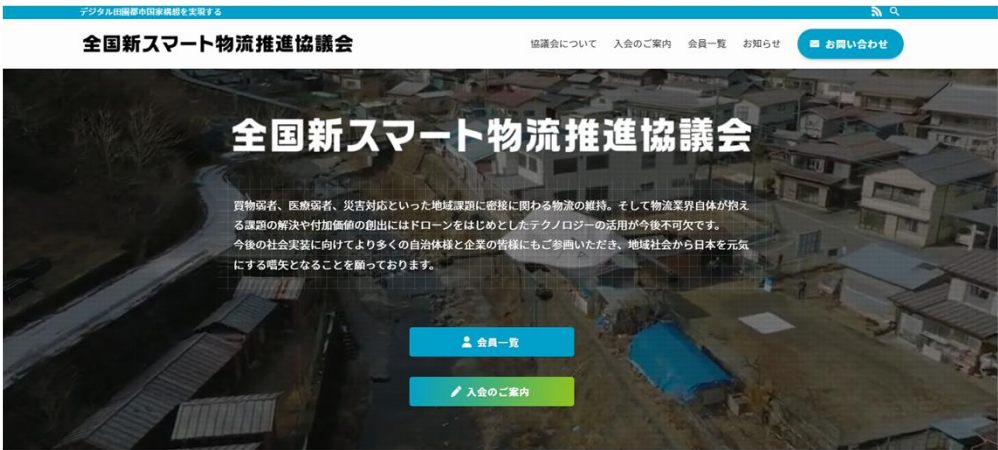 デジタル田園都市国家構想を実現する
全国新スマート物流推進協議会
協議会について 入会のご案内 会員一覧 お知らせ お問い合わせ
全国新スマート物流推進協議会
買物弱者、医療弱者、災害対応といった地域課題に密接に関わる物流の維持。そして物流業界自体が抱え
る課題の解決や付加価値の創出にはドローンをはじめとしたテクノロジーの活用が今後不可欠です。
今後の社会実装に向けてより多くの自治体様と企業の皆様にもご参画いただき、地域社会から日本を元気
にする嚆矢となることを願っております。
会員一覧
入会のご案内